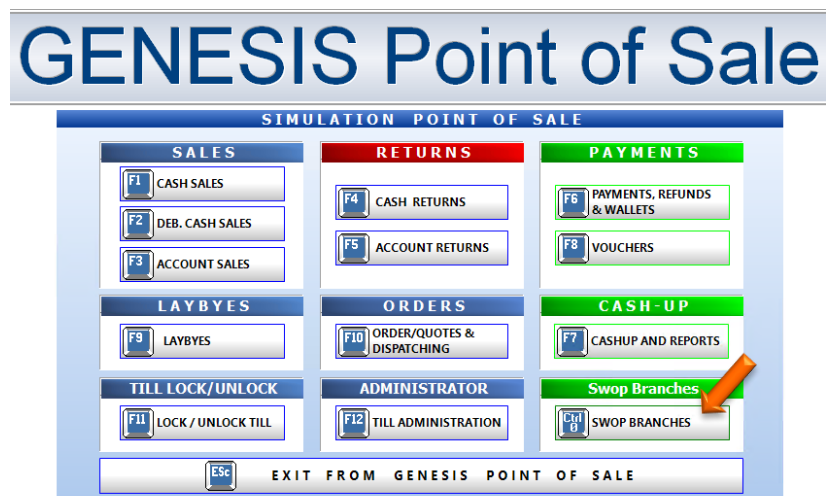 GENESIS Point of Sale
SIMULATION POINT OF SALE
SALES
F1 CASH SALES
F2 DEB. CASH SALES
F3 ACCOUNT SALES
RETURNS
F4 CASH RETURNS
F5 ACCOUNT RETURNS
PAYMENTS
F6 PAYMENTS, REFUNDS
& WALLETS
F8 VOUCHERS
LAYBYES
F9 LAYBYES
ORDERS
F10 ORDER/QUOTES &
DISPATCHING
CASH-UP
F7 CASHUP AND REPORTS
TILL LOCK/UNLOCK
F11 LOCK / UNLOCK TILL
ADMINISTRATOR
F12 TILL ADMINISTRATION
Swop Branches
Ctrl
SWOP BRANCHES
ESc EXIT FROM GENESIS POINT OF SALE